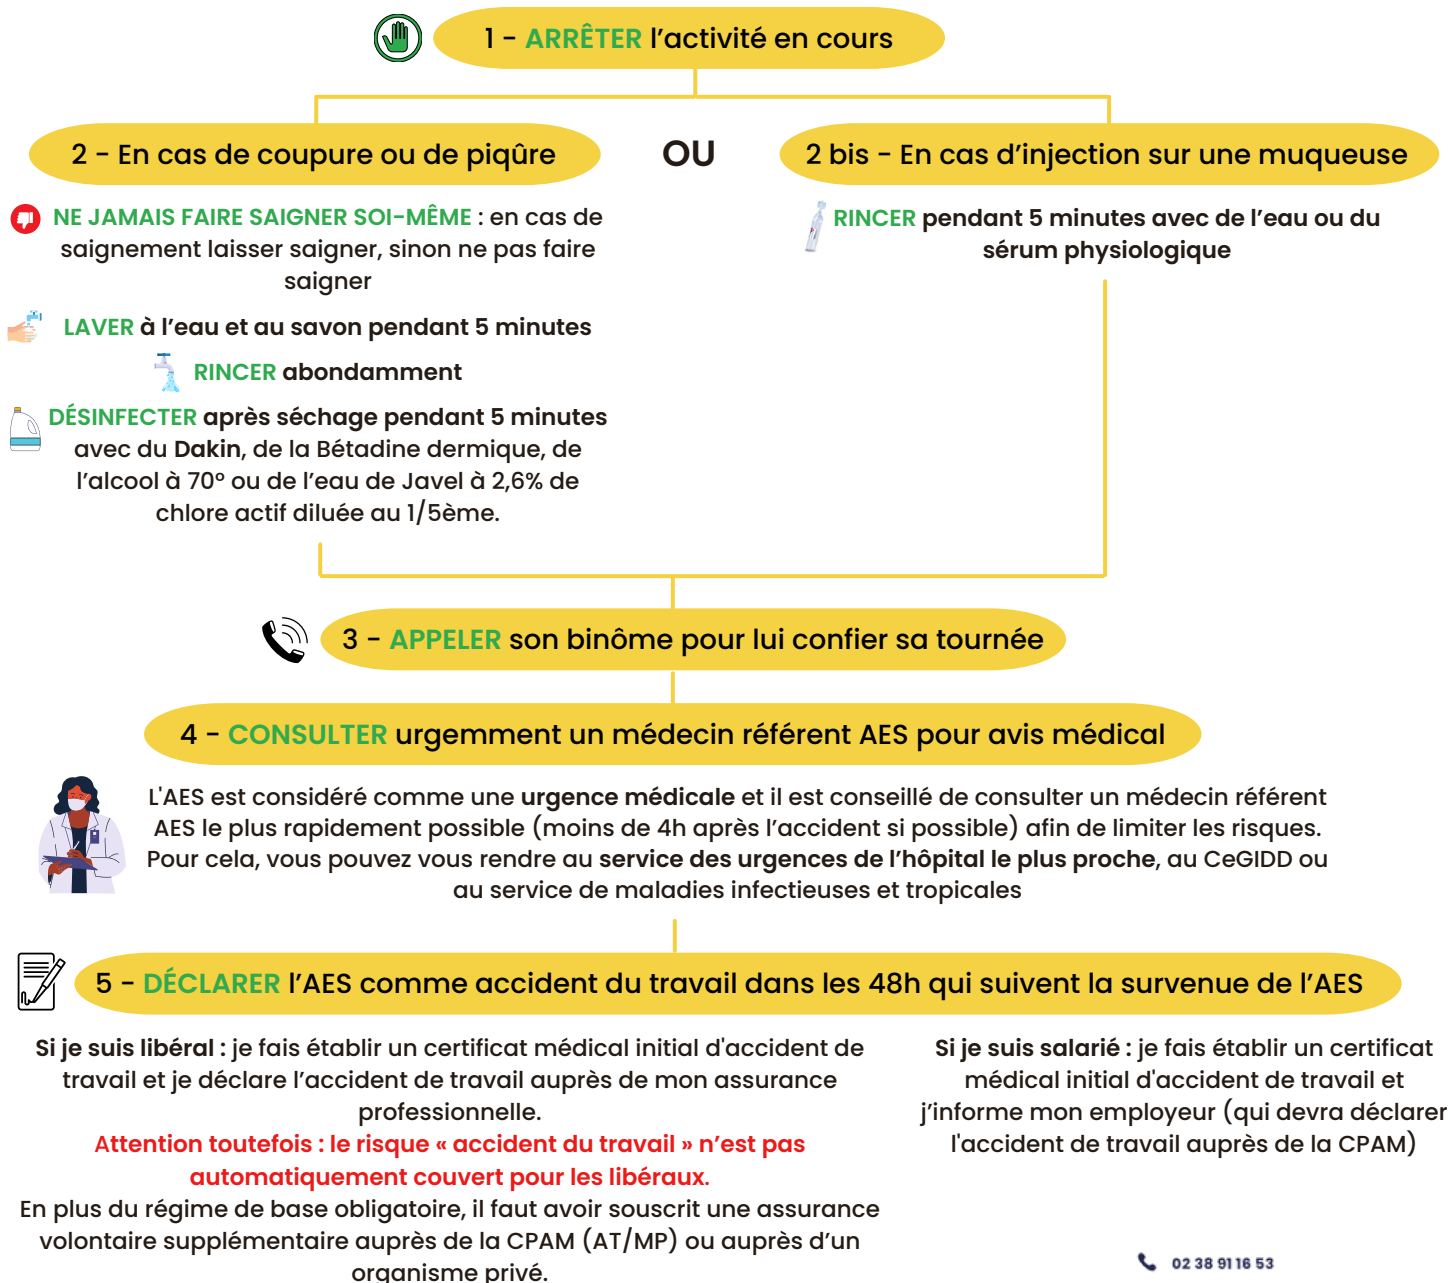 1 - ARRÊTER l’activité en cours
2 - En cas de coupure ou de piqûre
OU
2 bis - En cas d’injection sur une muqueuse
NE JAMAIS FAIRE SAIGNER SOI-MÊME : en cas de
saignement laisser saigner, sinon ne pas faire
saigner
LAVER à l’eau et au savon pendant 5 minutes
RINCER abondamment
DÉSINFECTER après séchage pendant 5 minutes
avec du Dakin, de la Bétadine dermique, de
l’alcool à 70° ou de l’eau de Javel à 2,6% de
chlore actif diluée au 1/5ème.
RINCER pendant 5 minutes avec de l’eau ou du
sérum physiologique
3 - APPELER son binôme pour lui confier sa tournée
4 - CONSULTER urgemment un médecin référent AES pour avis médical
L'AES est considéré comme une urgence médicale et il est conseillé de consulter un médecin référent
AES le plus rapidement possible (moins de 4h après l’accident si possible) afin de limiter les risques.
Pour cela, vous pouvez vous rendre au service des urgences de l’hôpital le plus proche, au CeGIDD ou
au service de maladies infectieuses et tropicales
5 - DÉCLARER l’AES comme accident du travail dans les 48h qui suivent la survenue de l’AES
Si je suis libéral : je fais établir un certificat médical initial d'accident de
travail et je déclare l’accident de travail auprès de mon assurance
professionnelle.
Attention toutefois : le risque « accident du travail » n’est pas
automatiquement couvert pour les libéraux.
En plus du régime de base obligatoire, il faut avoir souscrit une assurance
volontaire supplémentaire auprès de la CPAM (AT/MP) ou auprès d’un
organisme privé.
Si je suis salarié : je fais établir un certificat
médical initial d'accident de travail et
j’informe mon employeur (qui devra déclarer
l'accident de travail auprès de la CPAM)
02 38 91 16 53